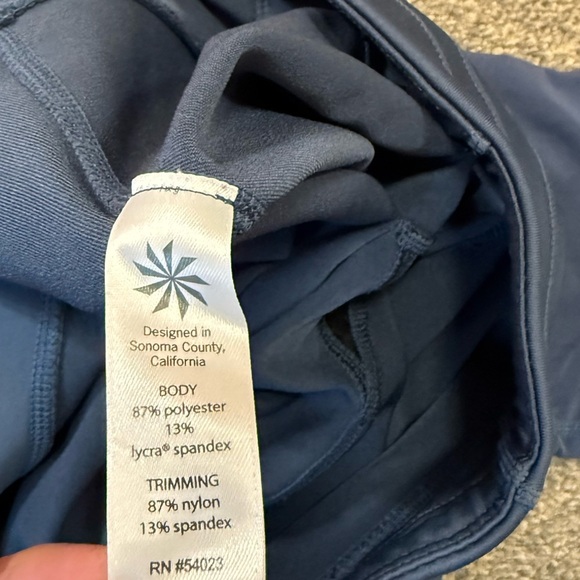 Designed in
Sonoma County,
California
BODY
87% polyester
13%
lycra® spandex
TRIMMING
87% nylon
13% spandex
RN #54023